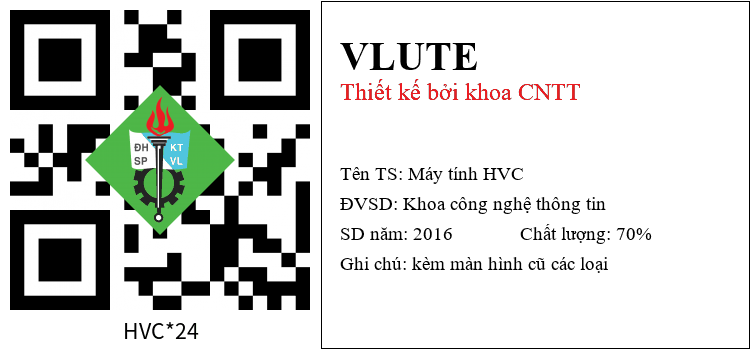 ĐH KT
SP VL
HVC*24
VLUTE
Thiết kế bởi khoa CNTT
Tên TS: Máy tính HVC
ĐVSD: Khoa công nghệ thông tin
SD năm: 2016 Chất lượng: 70%
Ghi chú: kèm màn hình cũ các loại